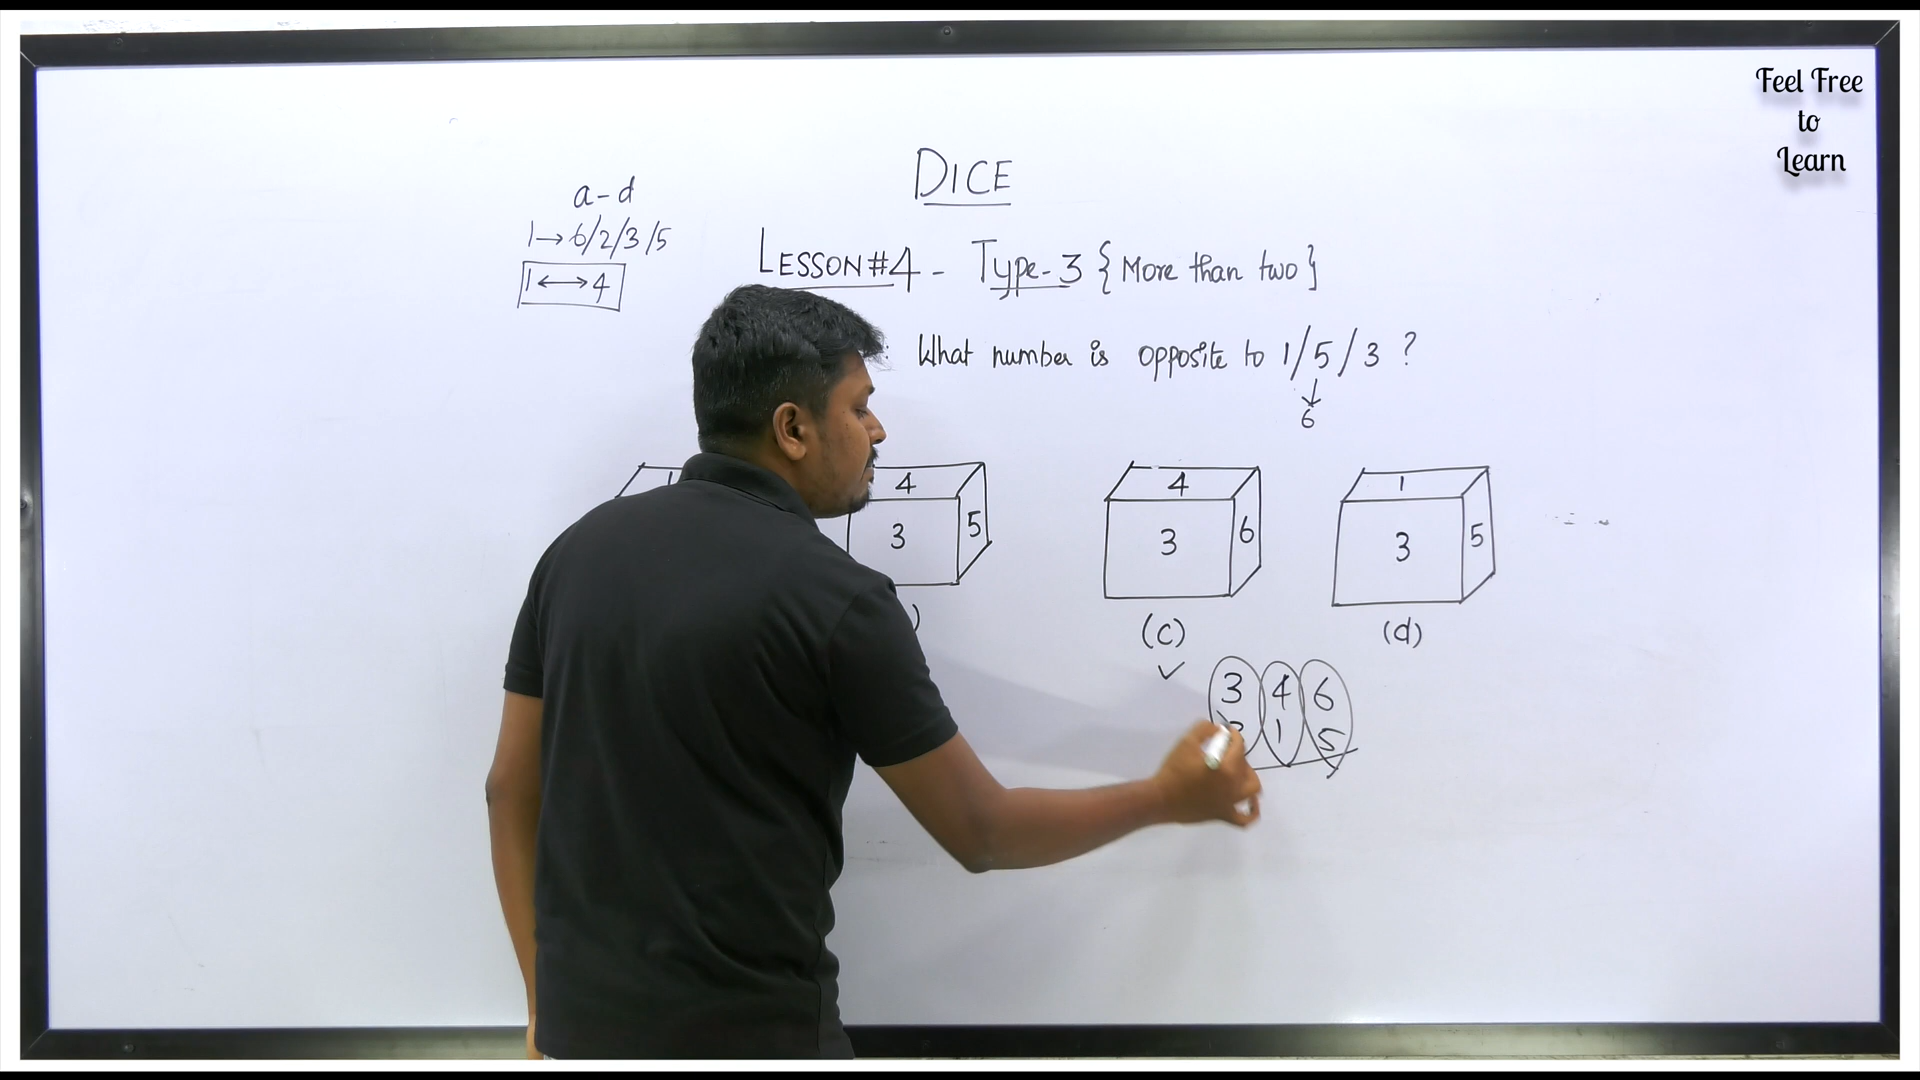 Feel Free
to
Learn
DICE
a - d
1→6/2/3/5
1⟷4
LESSON#4 - Type-3 {More than two}
: What number is opposite to 1/5/3 ?
↓
6
1
4
3
5
4
3
6
1
3
5
)
(c)
(d)
✓
3 4 6
1 5